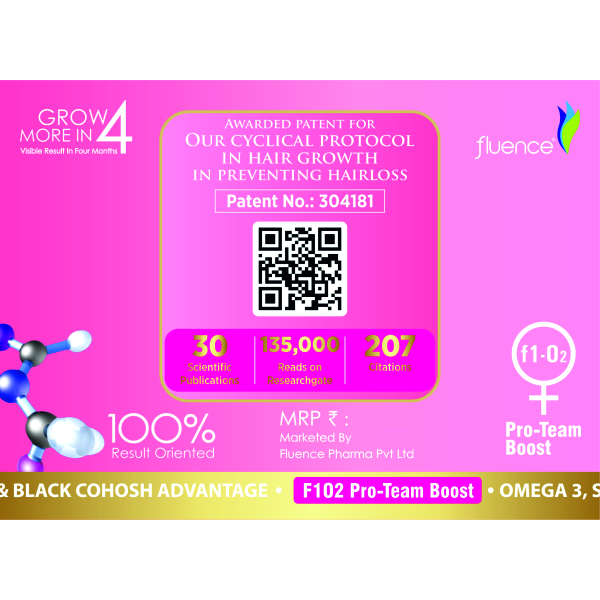 GROW
MORE IN 4
Visible Result In Four Months
AWARDED PATENT FOR
OUR CYCLICAL PROTOCOL
IN HAIR GROWTH
IN PREVENTING HAIRLOSS
Patent No.: 304181
fluence®
30
Scientific
Publications
135,000
Reads on
Researchgate
207
Citations
f1-O2
Pro-Team
Boost
100%
Result Oriented
MRP ₹ :
Marketed By
Fluence Pharma Pvt Ltd
& BLACK COHOSH ADVANTAGE • F102 Pro-Team Boost • OMEGA 3, S